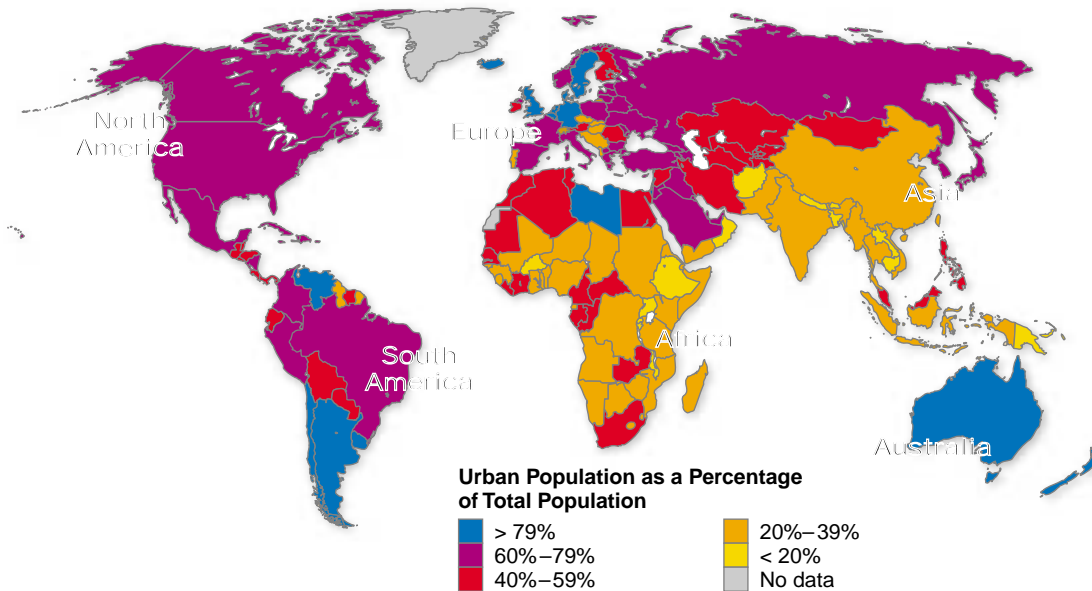 North
America
Europe
Asia
Africa
South
America
Australia
Urban Population as a Percentage
of Total Population
> 79%
60%–79%
40%–59%
20%–39%
< 20%
No data